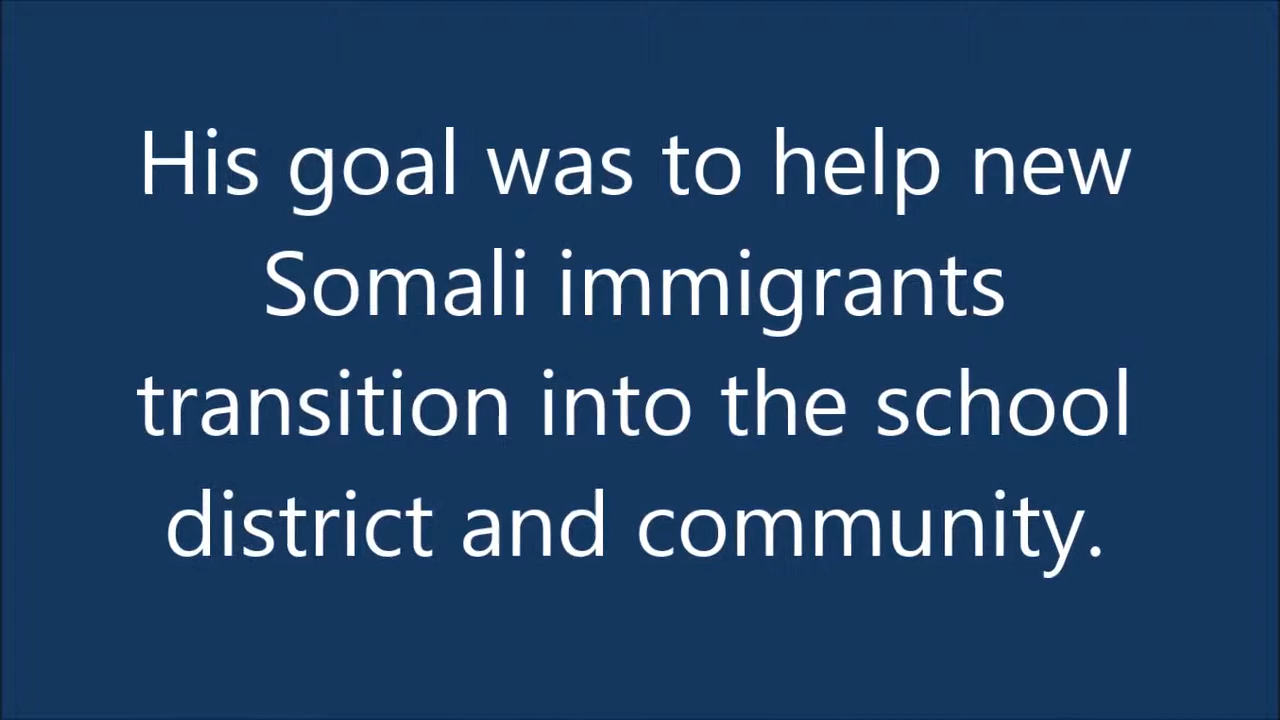 His goal was to help new
Somali immigrants
transition into the school
district and community.